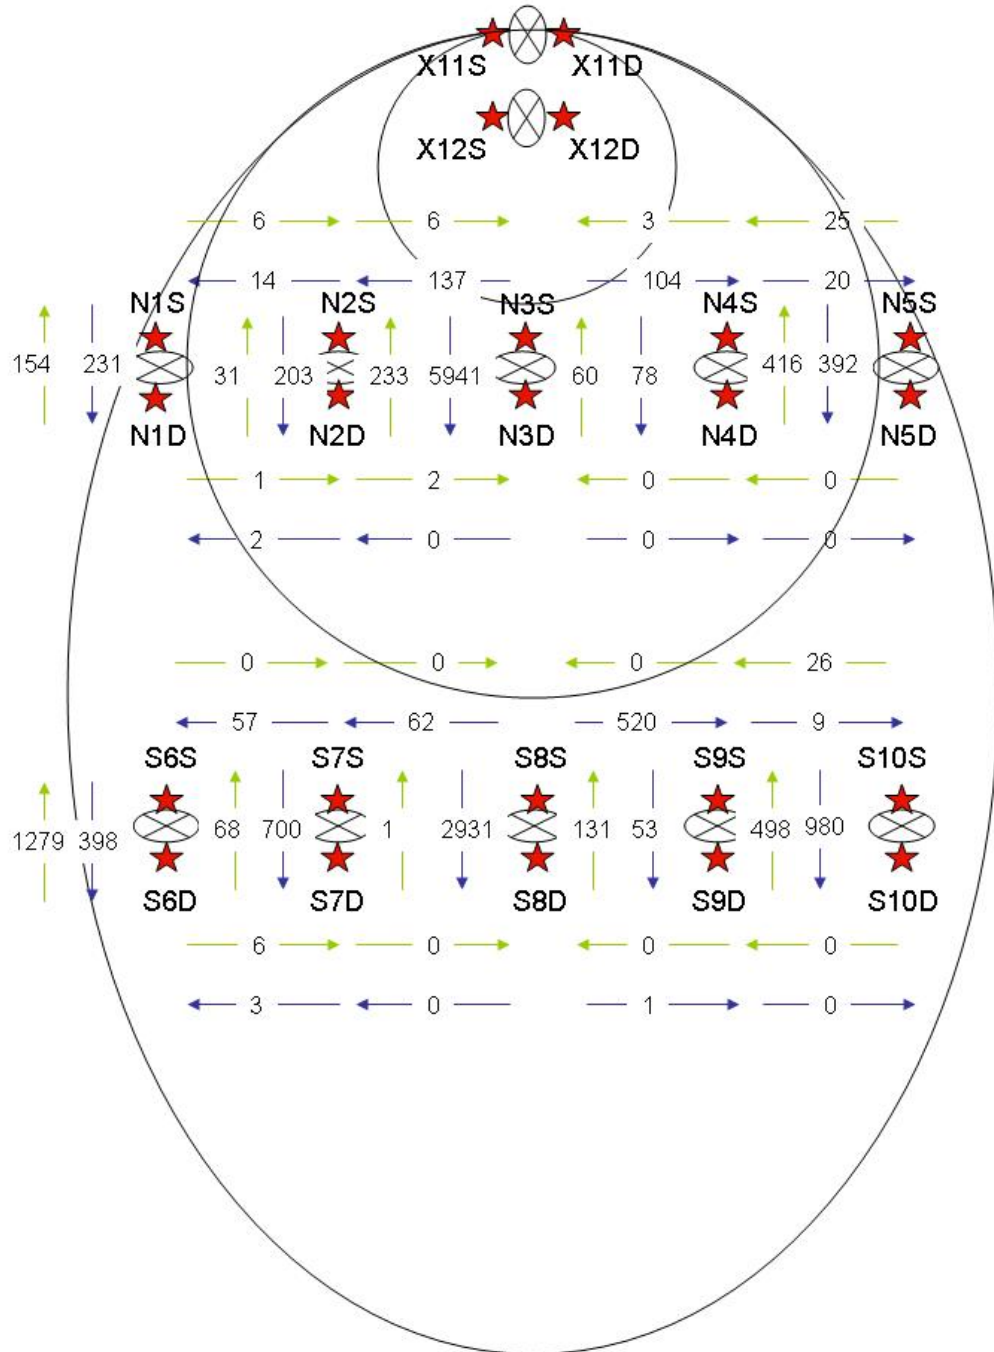 X11S X11D
X12S X12D
6 6 3 25
14 137 104 20
N1S N2S N3S N4S N5S
154 231 31 203 233 5941 60 78 416 392
N1D N2D N3D N4D N5D
1 2 0 0
2 0 0 0
0 0 0 26
57 62 520 9
S6S S7S S8S S9S S10S
1279 398 68 700 1 2931 131 53 498 980
S6D S7D S8D S9D S10D
6 0 0 0
3 0 1 0